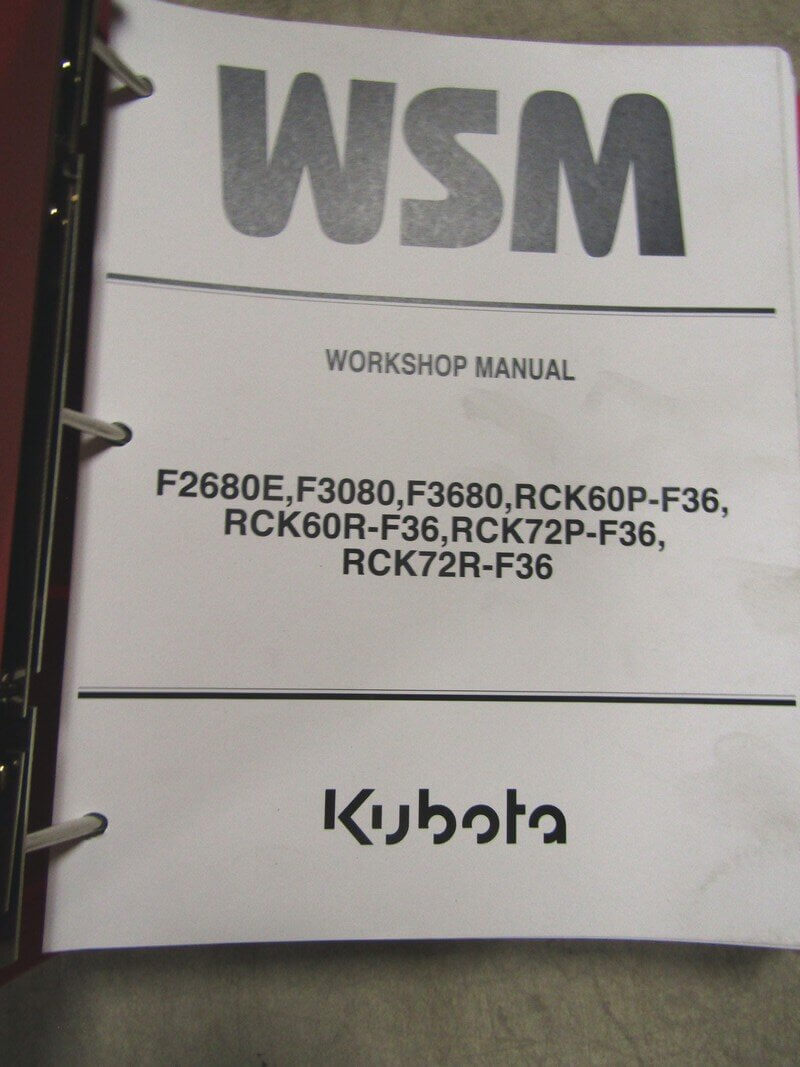 WSM
WORKSHOP MANUAL
F2680E,F3080,F3680,RCK60P-F36,
RCK60R-F36,RCK72P-F36,
RCK72R-F36
Kubota